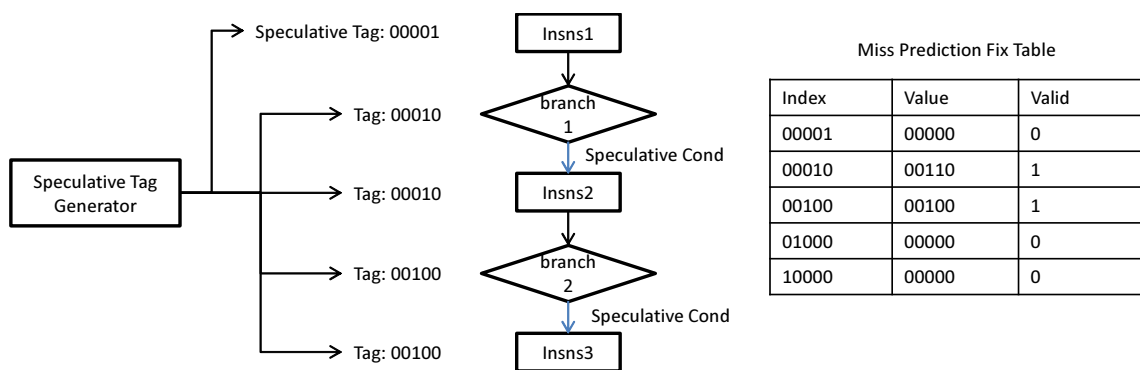 Speculative Tag
Generator
Speculative Tag: 00001
Tag: 00010
Tag: 00010
Tag: 00100
Tag: 00100
Insns1
branch
1
Speculative Cond
Insns2
branch
2
Speculative Cond
Insns3
Miss Prediction Fix Table
Index Value Valid
00001 00000 0
00010 00110 1
00100 00100 1
01000 00000 0
10000 00000 0